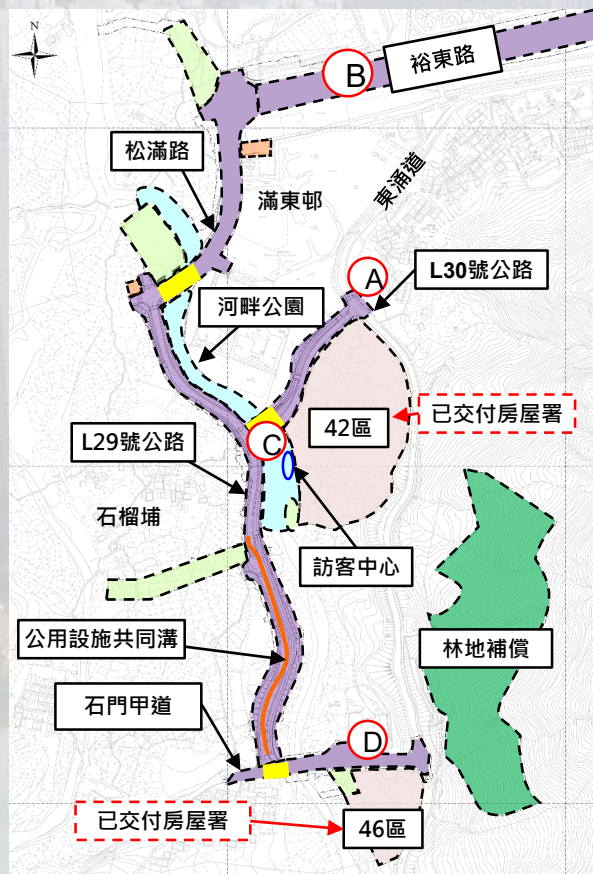 N
B
裕東路
松滿路
滿東邨
東涌道
A
L30號公路
河畔公園
42區
已交付房屋署
C
L29號公路
石榴埔
訪客中心
公用設施共同溝
林地補償
石門甲道
D
已交付房屋署
46區